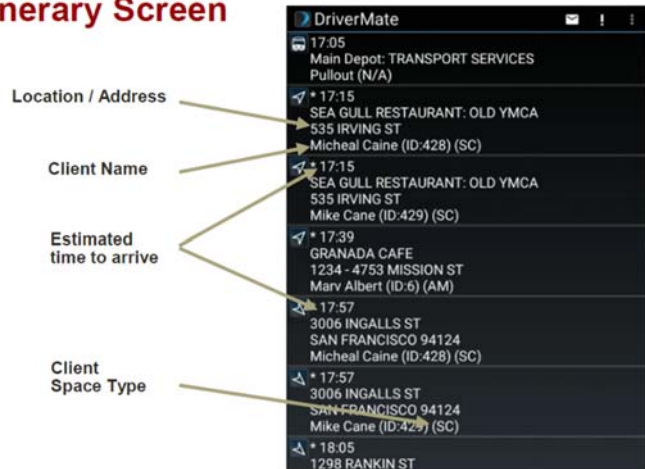 nerary Screen
Location / Address
Client Name
Estimated
time to arrive
Client
Space Type
DriverMate
17:05
Main Depot: TRANSPORT SERVICES
Pullout (N/A)
* 17:15
SEA GULL RESTAURANT: OLD YMCA
535 IRVING ST
Micheal Caine (ID:428) (SC)
* 17:15
SEA GULL RESTAURANT: OLD YMCA
535 IRVING ST
Mike Cane (ID:429) (SC)
* 17:39
GRANADA CAFE
1234 - 4753 MISSION ST
Marv Albert (ID:6) (AM)
* 17:57
3006 INGALLS ST
SAN FRANCISCO 94124
Micheal Caine (ID:428) (SC)
* 17:57
3006 INGALLS ST
SAN FRANCISCO 94124
Mike Cane (ID:429) (SC)
* 18:05
1298 RANKIN ST